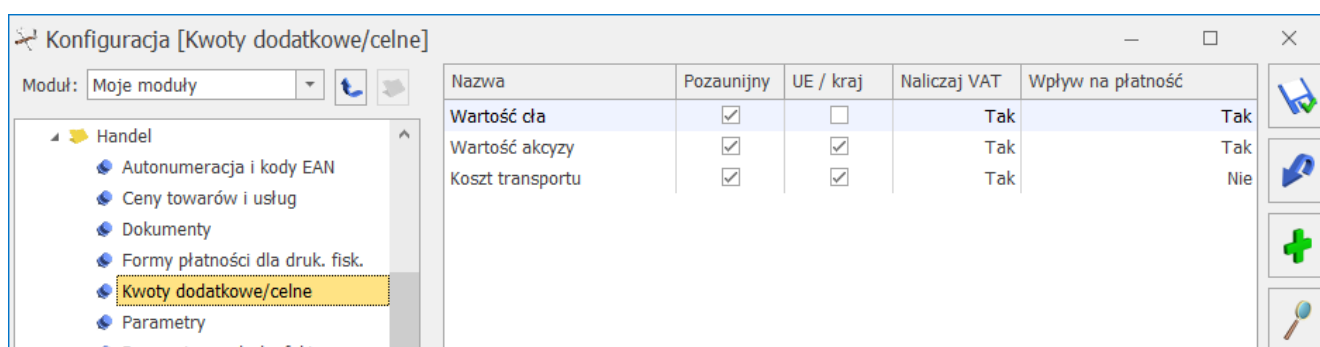 Konfiguracja [Kwoty dodatkowe/celne]
Moduł: Moje moduły
Handel
Autonumeracja i kody EAN
Ceny towarów i usług
Dokumenty
Formy płatności dla druk. fisk.
Kwoty dodatkowe/celne
Parametry
Nazwa Pozaunijny UE / kraj Naliczaj VAT Wpływ na płatność
Wartość cła Tak Tak
Wartość akcyzy Tak Tak
Koszt transportu Tak Nie